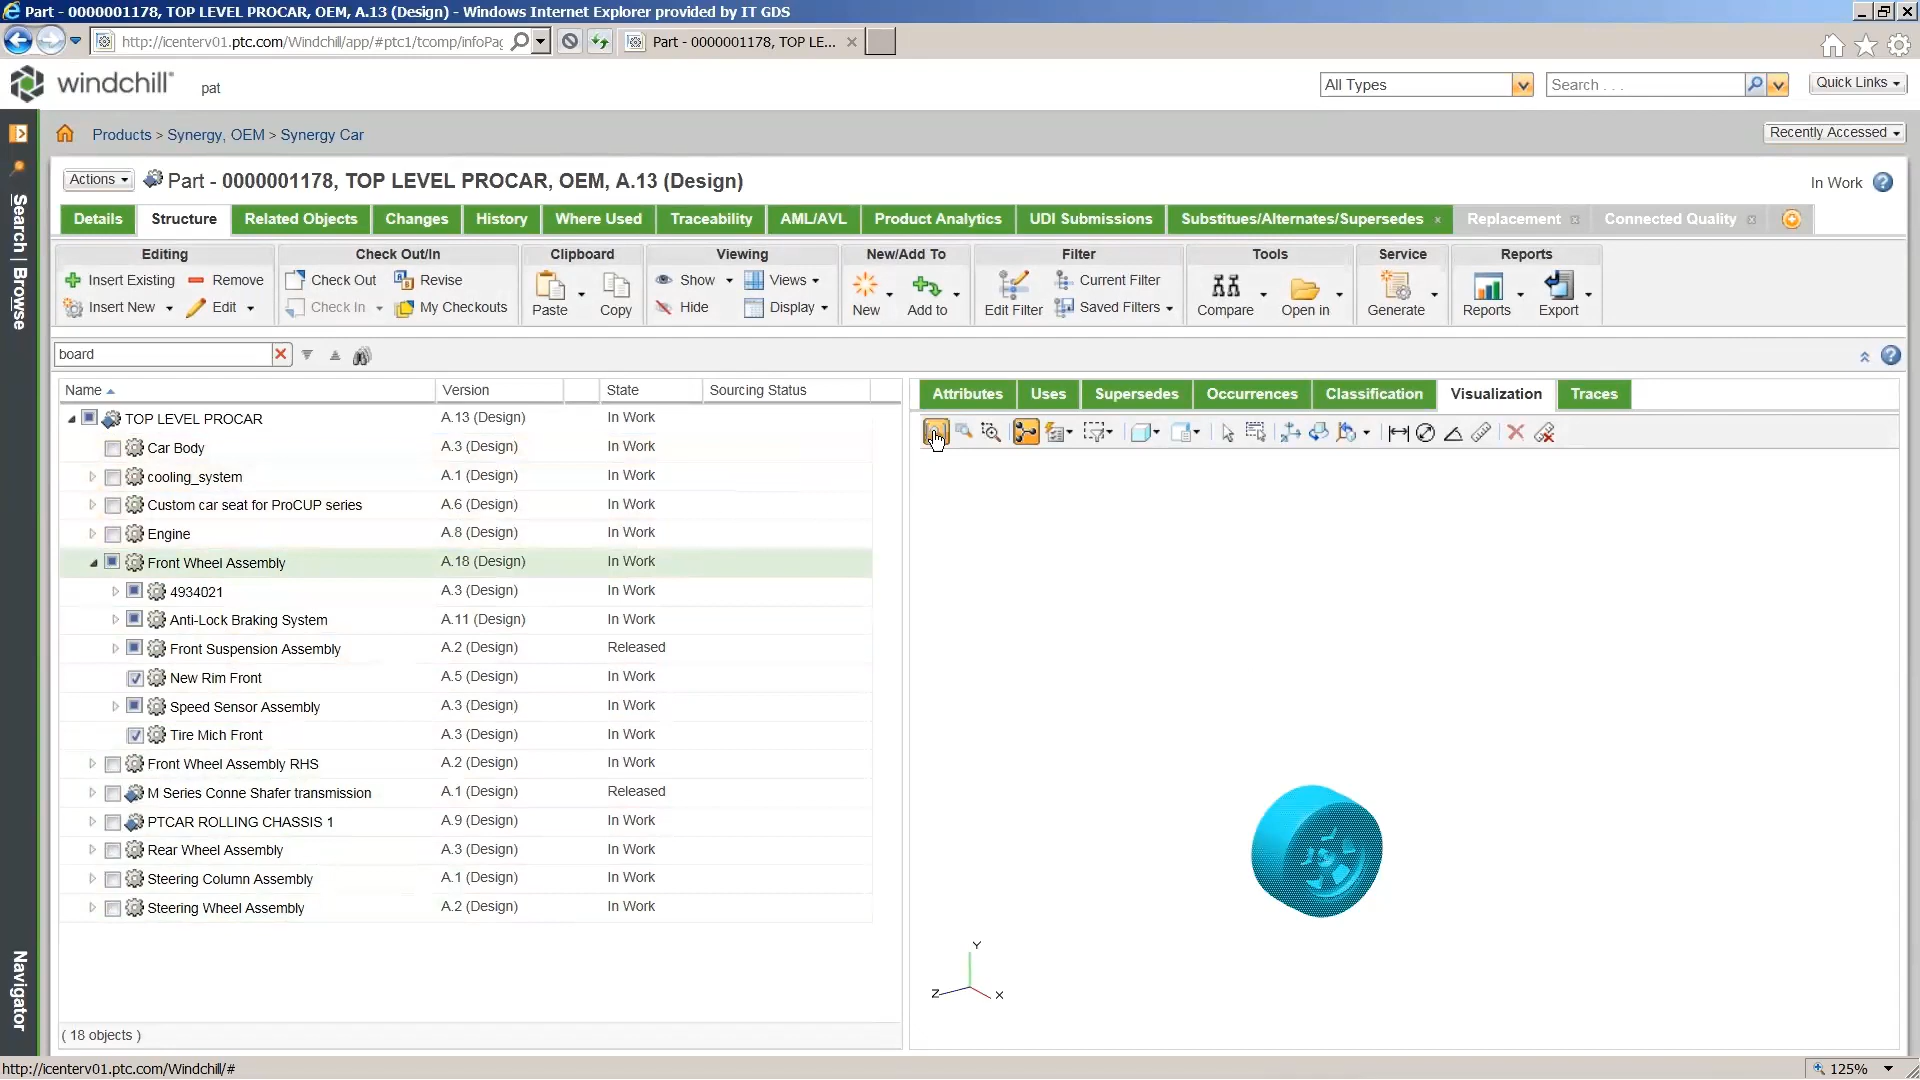 Part - 0000001178, TOP LEVEL PROCAR, OEM, A.13 (Design) - Windows Internet Explorer provided by IT GDS
http://icenterv01.ptc.com/Windchill/app/#ptc1/tcomp/infoPag
Part - 0000001178, TOP LE...
windchill
pat
All Types
Search . . .
Quick Links
Products > Synergy, OEM > Synergy Car
Recently Accessed
Actions
Part - 0000001178, TOP LEVEL PROCAR, OEM, A.13 (Design)
In Work
Search | Browse
Navigator
Details Structure Related Objects Changes History Where Used Traceability AML/AVL Product Analytics UDI Submissions Substitues/Alternates/Supersedes Replacement Connected Quality
Editing Check Out/In Clipboard Viewing New/Add To Filter Tools Service Reports
Insert Existing Remove Check Out Revise Show Views Current Filter
Insert New Edit Check In My Checkouts Paste Copy Hide Display New Add to Edit Filter Saved Filters Compare Open in Generate Reports Export
board
Name Version State Sourcing Status
TOP LEVEL PROCAR A.13 (Design) In Work
Car Body A.3 (Design) In Work
cooling_system A.1 (Design) In Work
Custom car seat for ProCUP series A.6 (Design) In Work
Engine A.8 (Design) In Work
Front Wheel Assembly A.18 (Design) In Work
4934021 A.3 (Design) In Work
Anti-Lock Braking System A.11 (Design) In Work
Front Suspension Assembly A.2 (Design) Released
New Rim Front A.5 (Design) In Work
Speed Sensor Assembly A.3 (Design) In Work
Tire Mich Front A.3 (Design) In Work
Front Wheel Assembly RHS A.2 (Design) In Work
M Series Conne Shafer transmission A.1 (Design) Released
PTCAR ROLLING CHASSIS 1 A.9 (Design) In Work
Rear Wheel Assembly A.3 (Design) In Work
Steering Column Assembly A.1 (Design) In Work
Steering Wheel Assembly A.2 (Design) In Work
( 18 objects )
Attributes Uses Supersedes Occurrences Classification Visualization Traces
Y
Z X
http://icenterv01.ptc.com/Windchill/#
125%